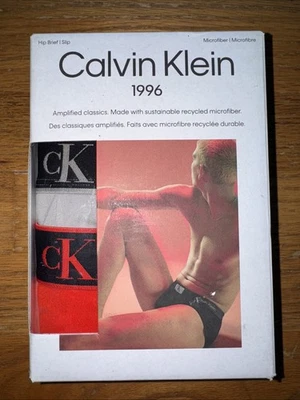 Hip Brief | Slip
Microfiber | Microfibre
Calvin Klein
1996
Amplified classics. Made with sustainable recycled microfiber.
Des classiques amplifiés. Faits avec microfibre recyclée durable.
CK
CK